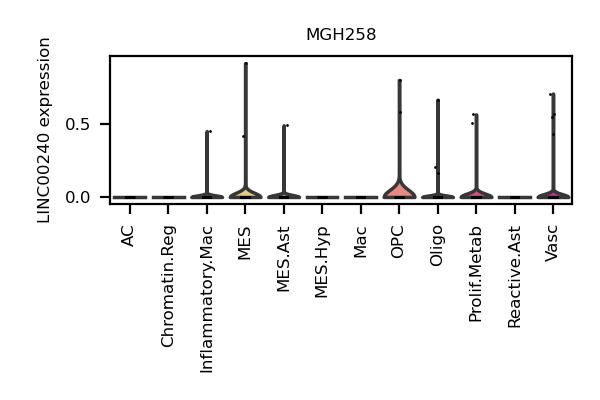 MGH258
LINC00240 expression
0.5
0.0
AC
Chromatin.Reg
Inflammatory.Mac
MES
MES.Ast
MES.Hyp
Mac
OPC
Oligo
Prolif.Metab
Reactive.Ast
Vasc